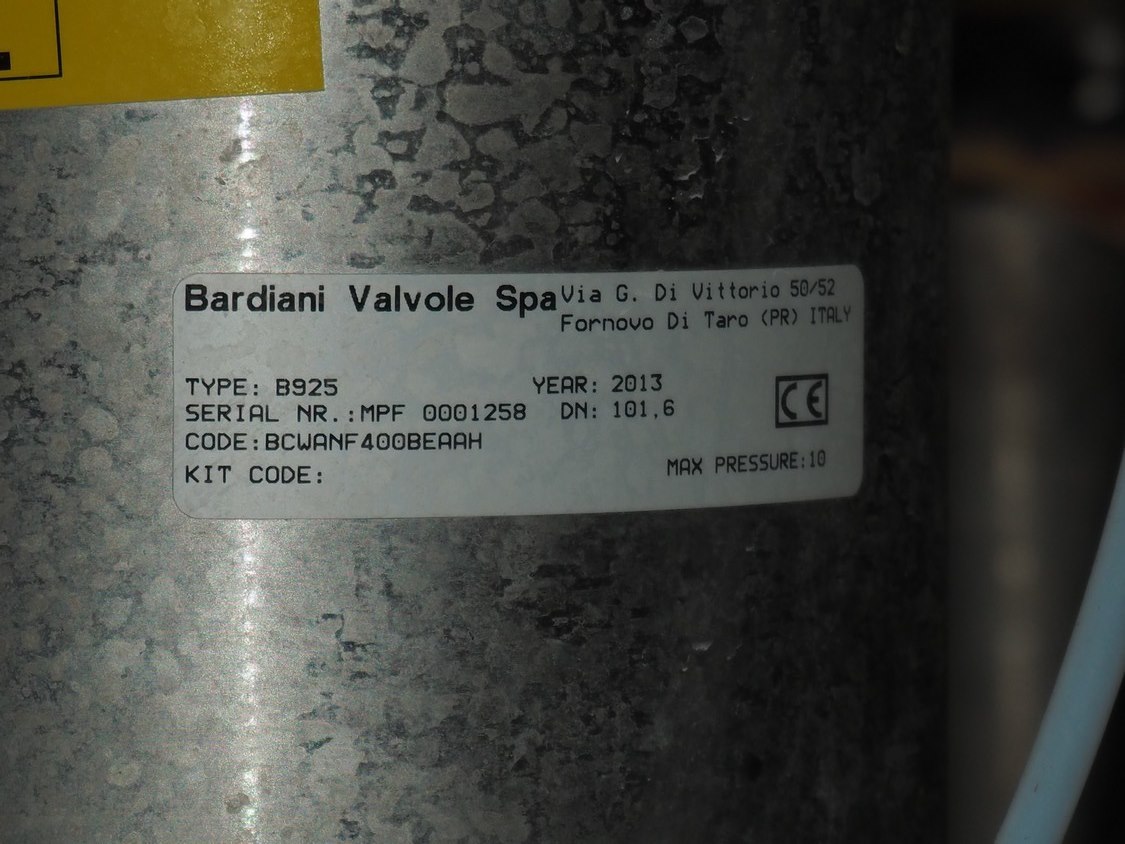 Bardiani Valvole Spa
Via G. Di Vittorio 50/52
Fornovo Di Taro (PR) ITALY
TYPE: B925
YEAR: 2013
SERIAL NR.:MPF 0001258
DN: 101,6
CODE:BCWANF400BEAAH
CE
KIT CODE:
MAX PRESSURE:10